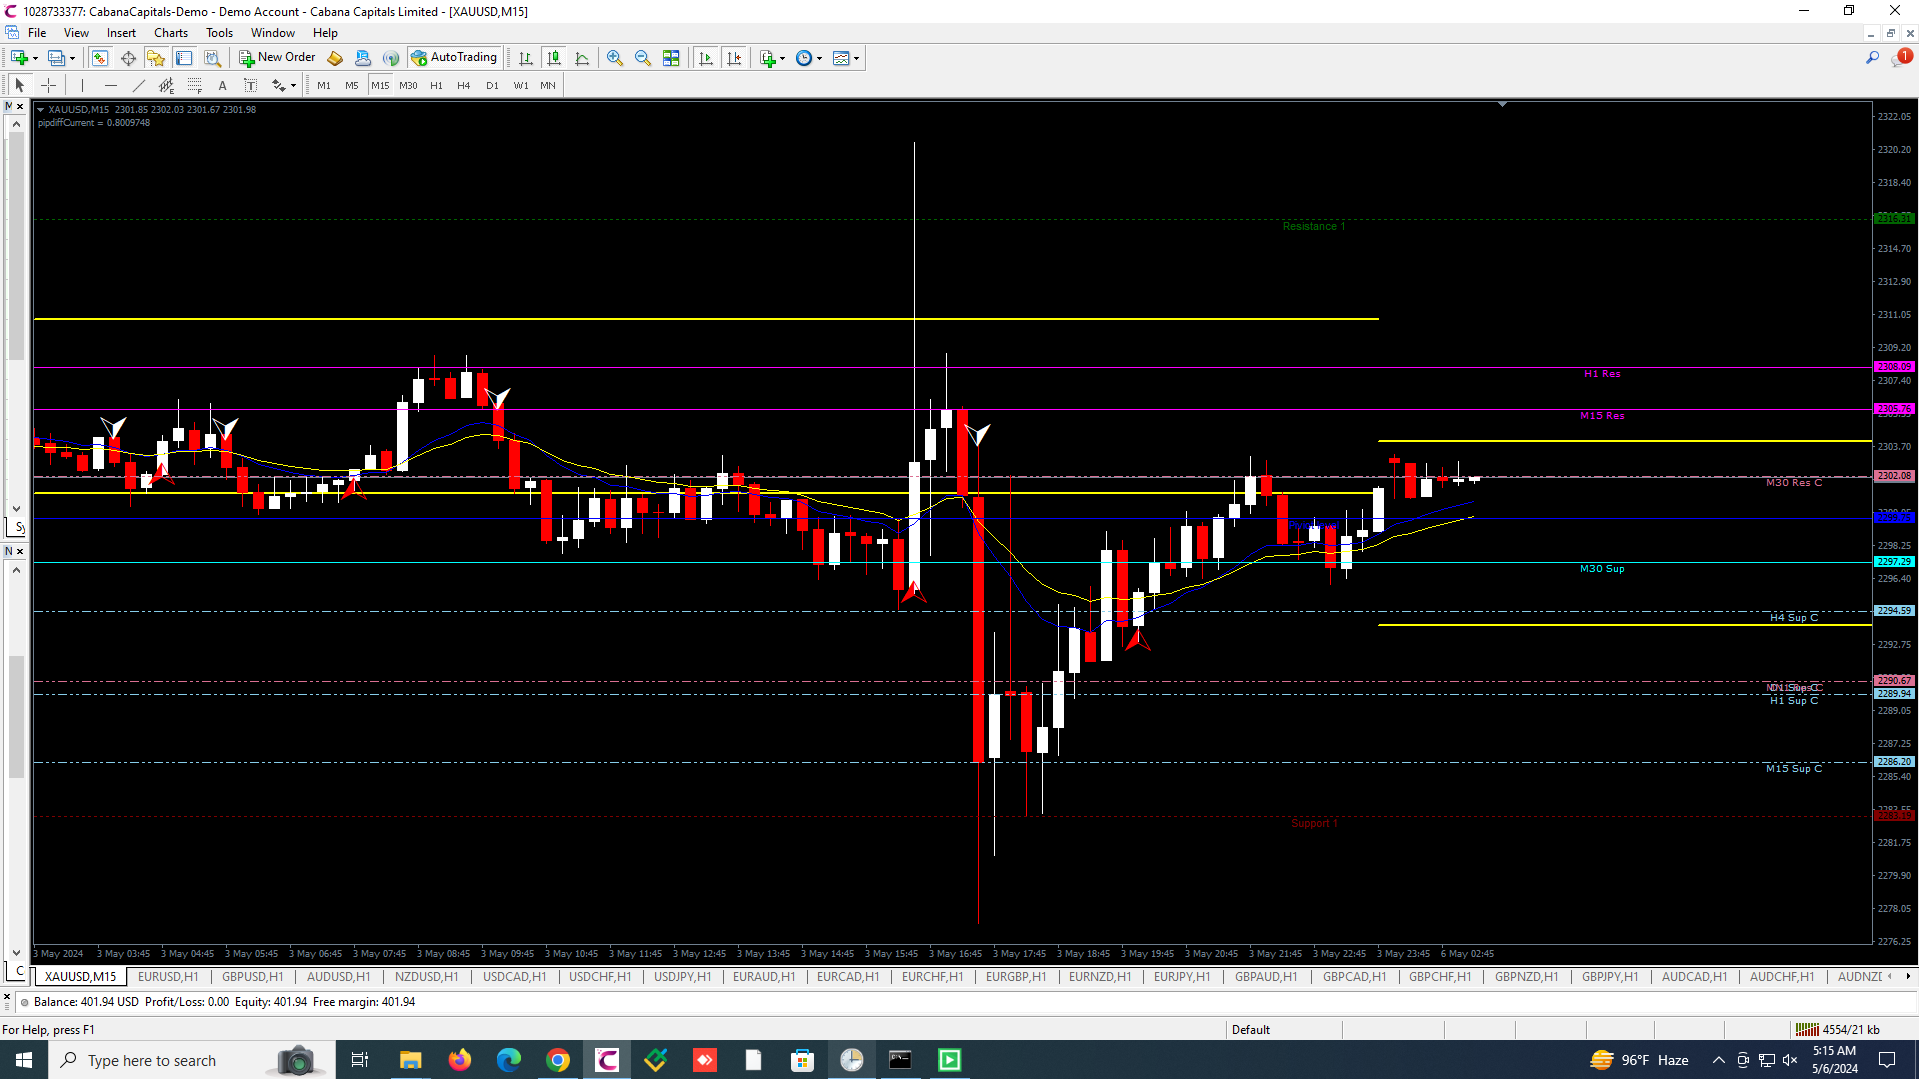 1028733377: CabanaCapitals-Demo - Demo Account - Cabana Capitals Limited - [XAUUSD,M15]
File View Insert Charts Tools Window Help
New Order AutoTrading 1
A T M1 M5 M15 M30 H1 H4 D1 W1 MN
XAUUSD,M15 2301.85 2302.03 2301.67 2301.98
pipdiffCurrent = 0.8009748
2322.05
2320.20
2318.40
2316.31
Resistance 1
2314.70
2312.90
2311.05
2309.20
2308.09
H1 Res
2307.40
2305.76
M15 Res
2303.70
2302.08
M30 Res C
2298.25
2297.29
M30 Sup
2296.40
2294.59
H4 Sup C
2292.75
2290.67
2289.94
H1 Sup C
2289.05
2287.25
2286.20
M15 Sup C
2285.40
Support 1
2281.75
2279.90
2278.05
2276.25
3 May 2024 3 May 03:45 3 May 04:45 3 May 05:45 3 May 06:45 3 May 07:45 3 May 08:45 3 May 09:45 3 May 10:45 3 May 11:45 3 May 12:45 3 May 13:45 3 May 14:45 3 May 15:45 3 May 16:45 3 May 17:45 3 May 18:45 3 May 19:45 3 May 20:45 3 May 21:45 3 May 22:45 3 May 23:45 6 May 02:45
XAUUSD,M15 EURUSD,H1 GBPUSD,H1 AUDUSD,H1 NZDUSD,H1 USDCAD,H1 USDCHF,H1 USDJPY,H1 EURAUD,H1 EURCAD,H1 EURCHF,H1 EURGBP,H1 EURNZD,H1 EURJPY,H1 GBPAUD,H1 GBPCAD,H1 GBPCHF,H1 GBPNZD,H1 GBPJPY,H1 AUDCAD,H1 AUDCHF,H1 AUDNZD
Balance: 401.94 USD Profit/Loss: 0.00 Equity: 401.94 Free margin: 401.94
For Help, press F1 Default 4554/21 kb
Type here to search 96°F Haze 5:15 AM
5/6/2024